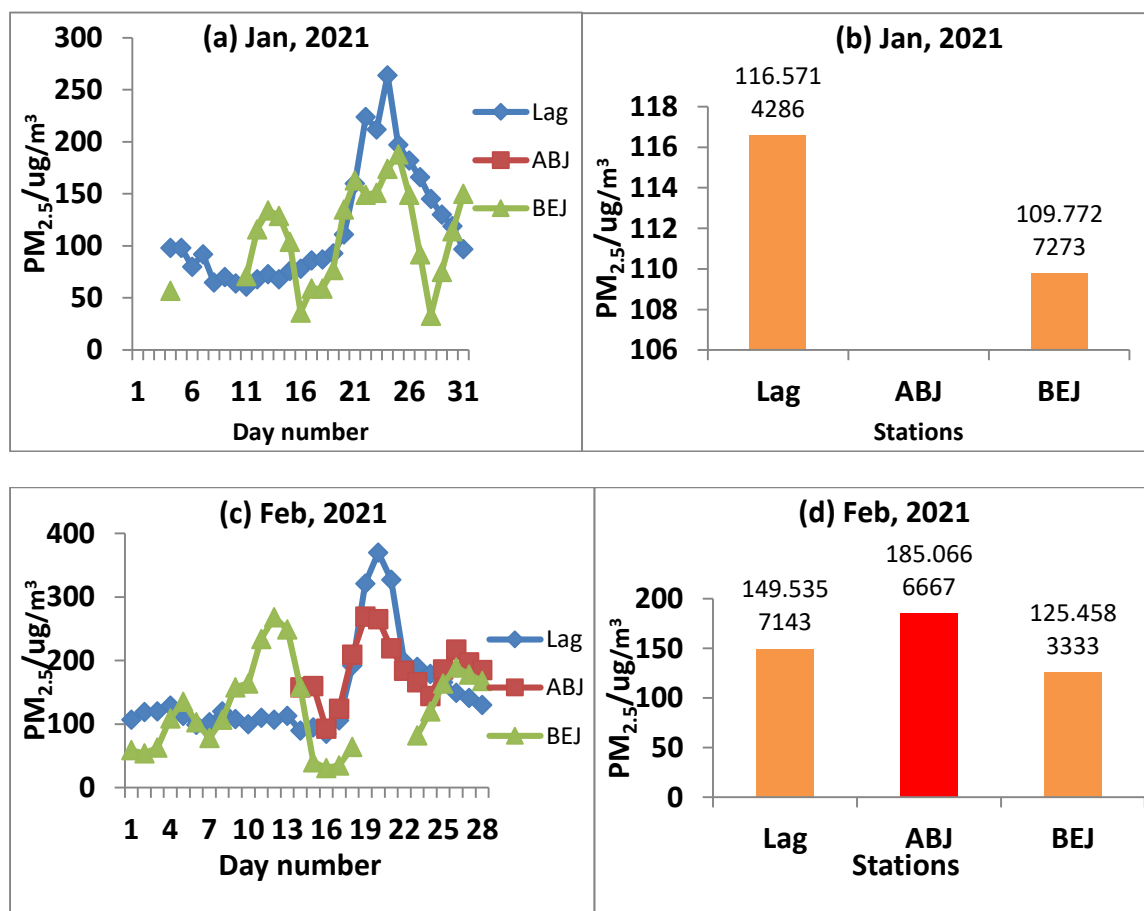 (a) Jan, 2021
PM2.5/ug/m³
300
250
200
150
100
50
0
1 6 11 16 21 26 31
Day number
Lag
ABJ
BEJ
(b) Jan, 2021
PM2.5/ug/m³
118
116
114
112
110
108
106
116.571
4286
109.772
7273
Lag ABJ BEJ
Stations
(c) Feb, 2021
PM2.5/ug/m³
400
300
200
100
0
1 4 7 10 13 16 19 22 25 28
Day number
Lag
ABJ
BEJ
(d) Feb, 2021
PM2.5/ug/m³
200
150
100
50
0
149.535
7143
185.066
6667
125.458
3333
Lag ABJ BEJ
Stations